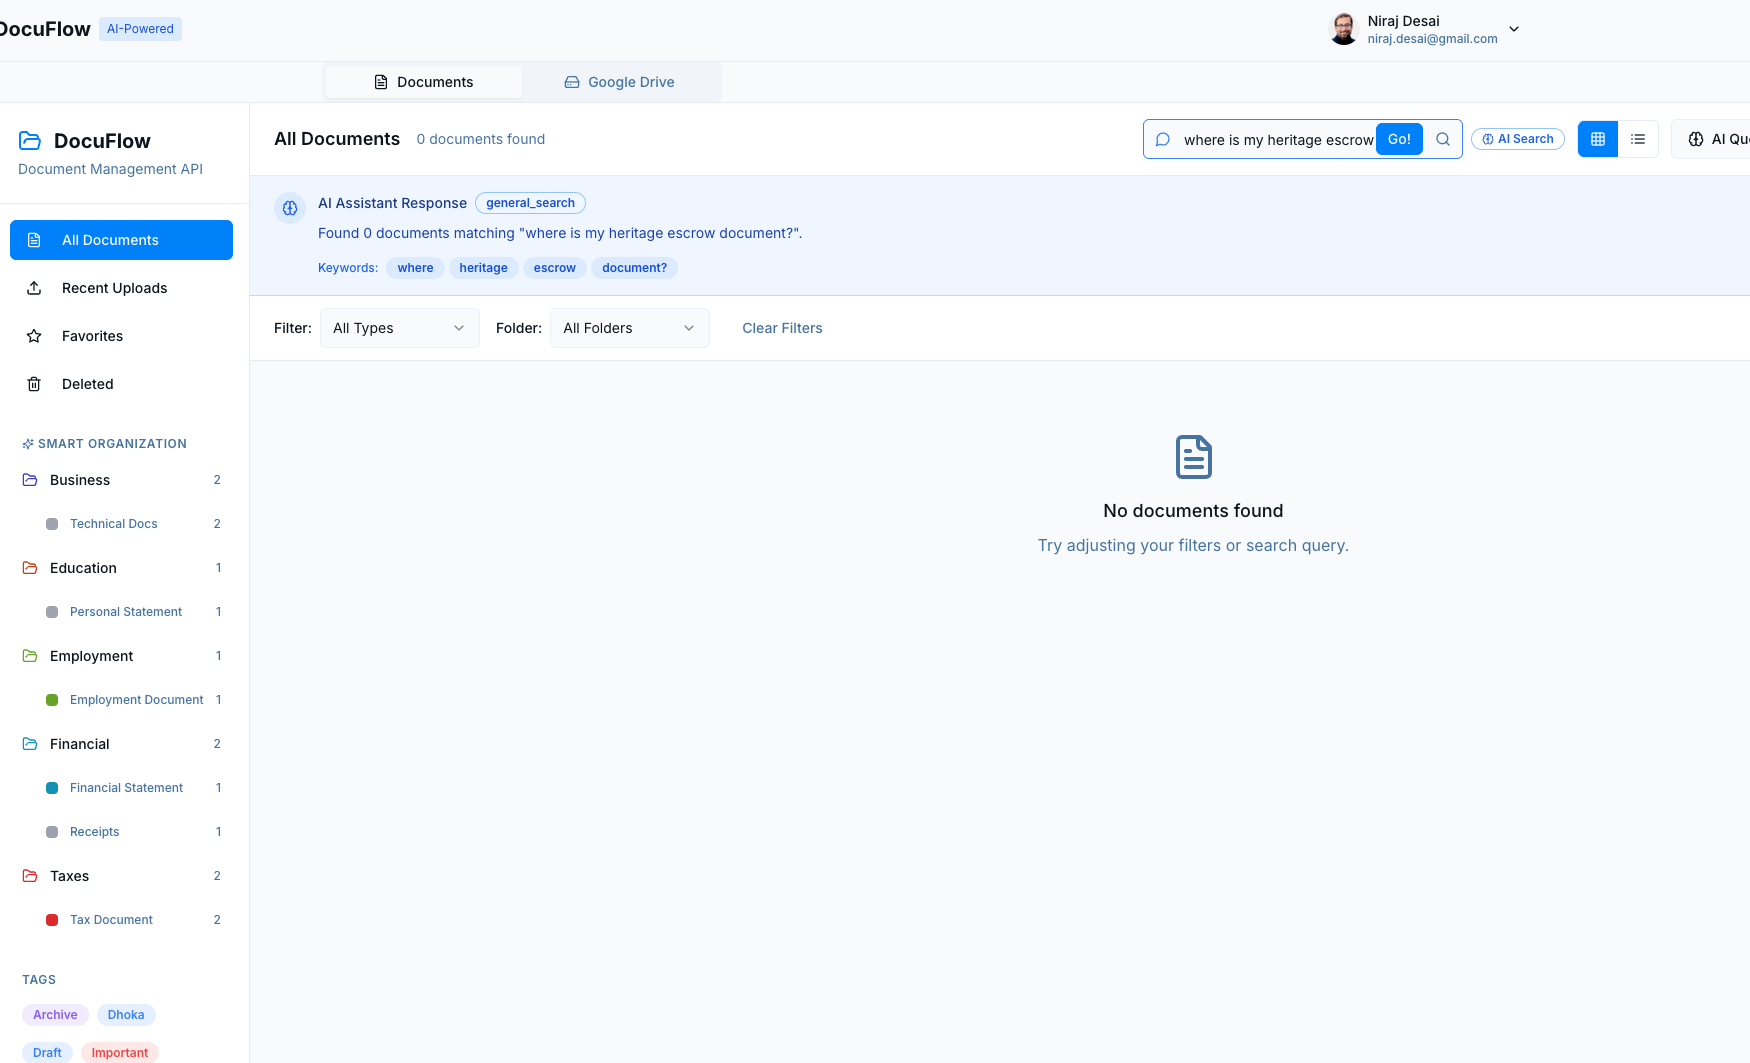 DocuFlow AI-Powered
Niraj Desai
niraj.desai@gmail.com
Documents
Google Drive
DocuFlow
Document Management API
All Documents
Recent Uploads
Favorites
Deleted
SMART ORGANIZATION
Business 2
Technical Docs 2
Education 1
Personal Statement 1
Employment 1
Employment Document 1
Financial 2
Financial Statement 1
Receipts 1
Taxes 2
Tax Document 2
TAGS
Archive Dhoka
Draft Important
All Documents 0 documents found
where is my heritage escrow Go! AI Search AI Qu
AI Assistant Response general_search
Found 0 documents matching "where is my heritage escrow document?".
Keywords: where heritage escrow document?
Filter: All Types Folder: All Folders Clear Filters
No documents found
Try adjusting your filters or search query.